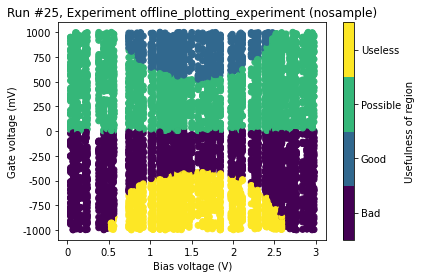 Run #25, Experiment offline_plotting_experiment (nosample)
1000
750
500
250
0
-250
-500
-750
-1000
Gate voltage (mV)
0
0.5
1
1.5
2
2.5
3
Bias voltage (V)
Useless
Possible
Good
Bad
Usefulness of region